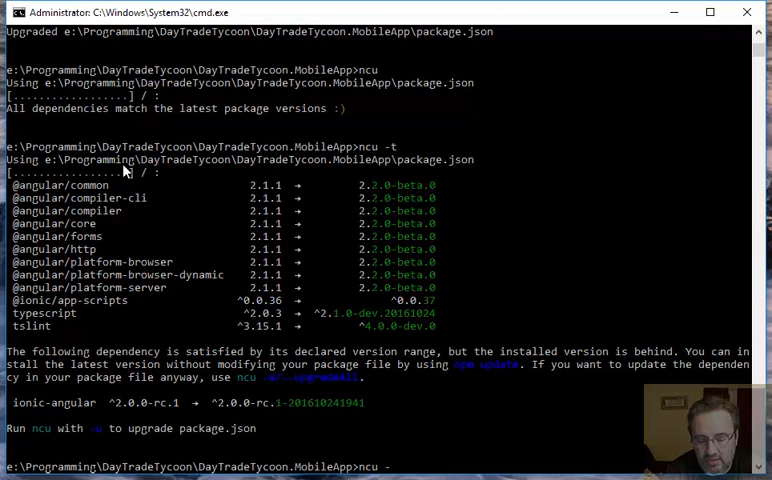 Administrator: C:\Windows\System32\cmd.exe
Upgraded e:\Programming\DayTradeTycoon\DayTradeTycoon.MobileApp\package.json
e:\Programming\DayTradeTycoon\DayTradeTycoon.MobileApp>ncu
Using e:\Programming\DayTradeTycoon\DayTradeTycoon.MobileApp\package.json
[..................] / :
All dependencies match the latest package versions :)
e:\Programming\DayTradeTycoon\DayTradeTycoon.MobileApp>ncu -t
Using e:\Programming\DayTradeTycoon\DayTradeTycoon.MobileApp\package.json
[..................] / :
@angular/common 2.1.1 → 2.2.0-beta.0
@angular/compiler-cli 2.1.1 → 2.2.0-beta.0
@angular/compiler 2.1.1 → 2.2.0-beta.0
@angular/core 2.1.1 → 2.2.0-beta.0
@angular/forms 2.1.1 → 2.2.0-beta.0
@angular/http 2.1.1 → 2.2.0-beta.0
@angular/platform-browser 2.1.1 → 2.2.0-beta.0
@angular/platform-browser-dynamic 2.1.1 → 2.2.0-beta.0
@angular/platform-server 2.1.1 → 2.2.0-beta.0
@ionic/app-scripts ^0.0.36 → ^0.0.37
typescript ^2.0.3 → ^2.1.0-dev.20161024
tslint ^3.15.1 → ^4.0.0-dev.0
The following dependency is satisfied by its declared version range, but the installed version is behind. You can in
stall the latest version without modifying your package file by using npm update. If you want to update the dependen
cy in your package file anyway, use ncu -a/--upgradeAll.
ionic-angular ^2.0.0-rc.1 → ^2.0.0-rc.1-201610241941
Run ncu with -u to upgrade package.json
e:\Programming\DayTradeTycoon\DayTradeTycoon.MobileApp>ncu -